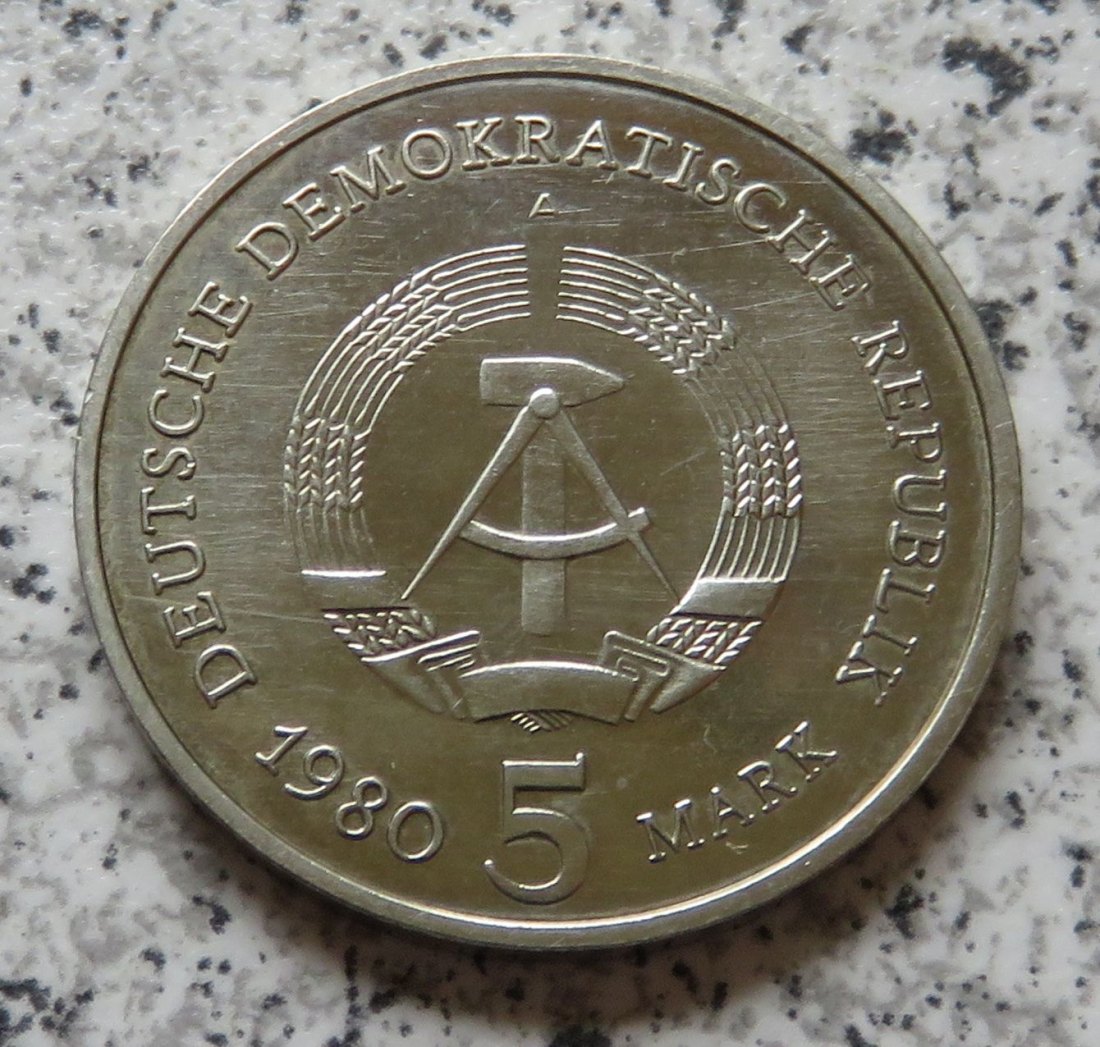 DEUTSCHE DEMOKRATISCHE REPUBLIK
A
1980 5 MARK